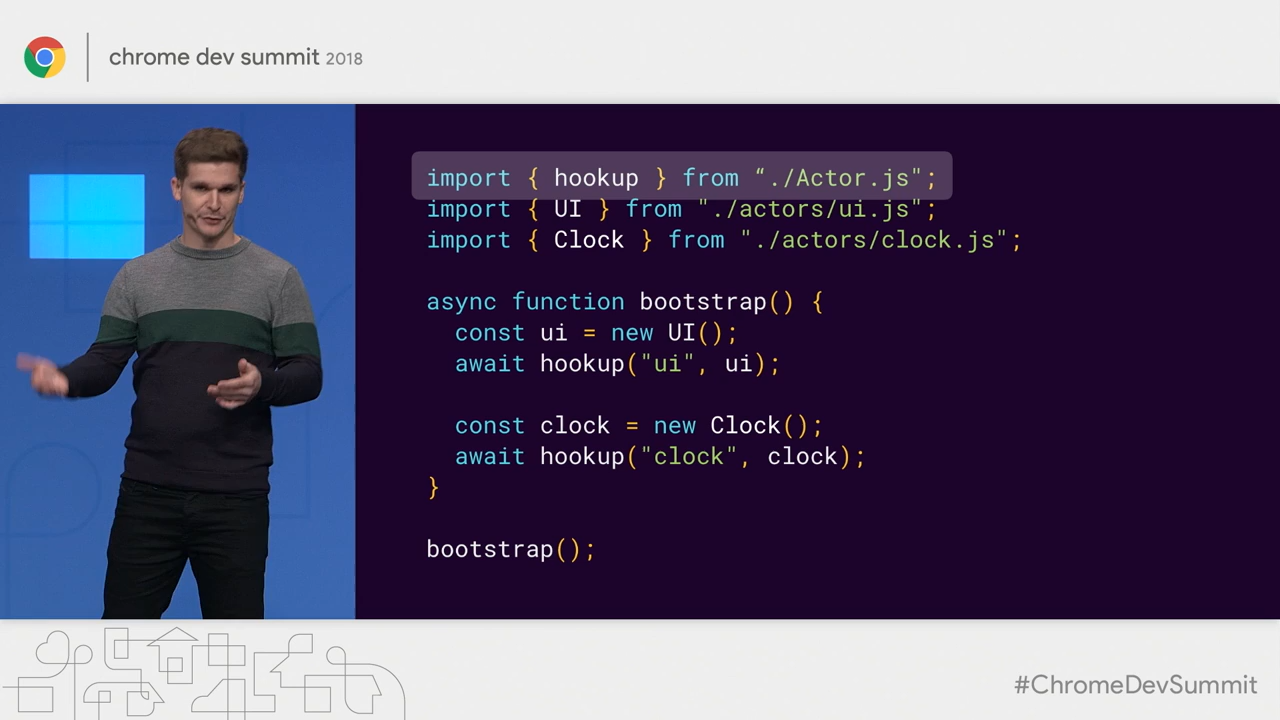 chrome dev summit 2018
import { hookup } from “./Actor.js";
import { UI } from "./actors/ui.js";
import { Clock } from "./actors/clock.js";
async function bootstrap() {
  const ui = new UI();
  await hookup("ui", ui);
  const clock = new Clock();
  await hookup("clock", clock);
}
bootstrap();
#ChromeDevSummit